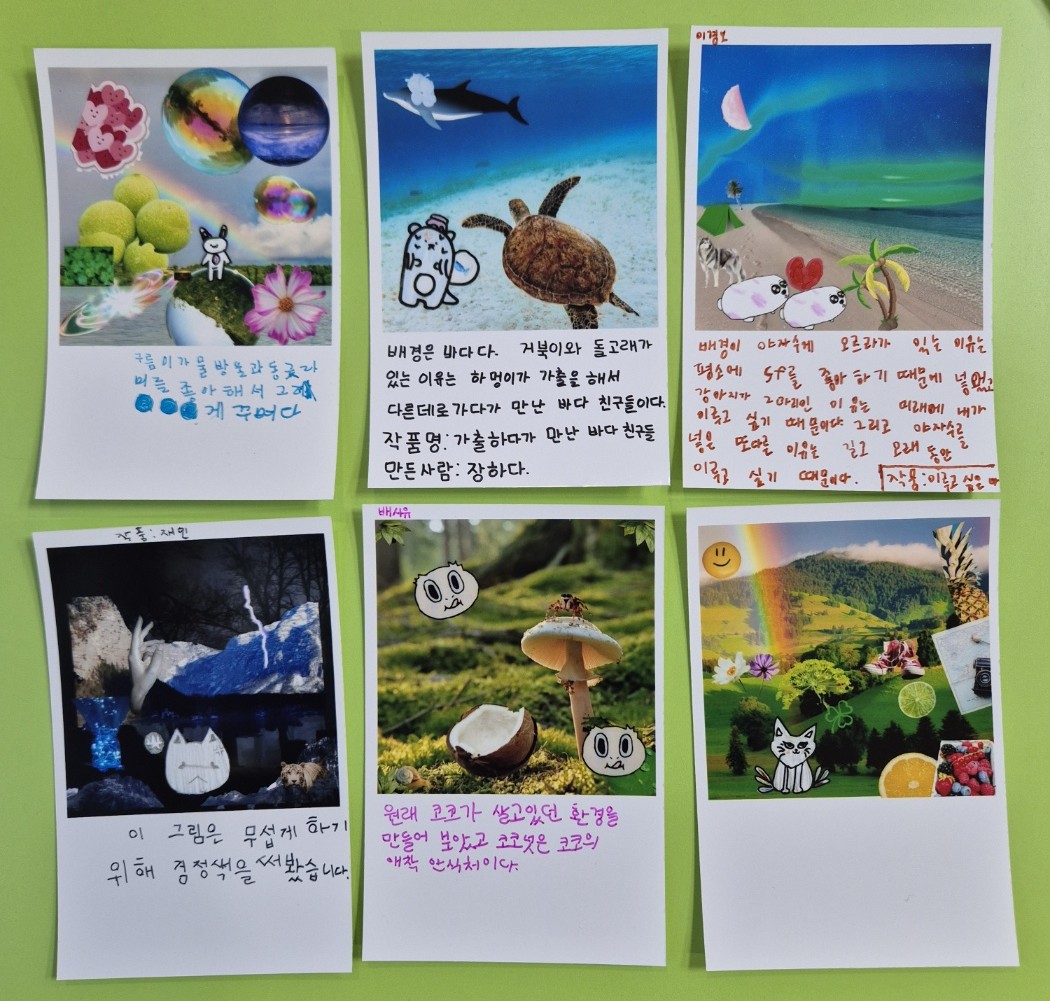 구름이가 물방울과 동글라
미를 좋아해서 그래
게 꾸며다
배경은 바다다. 거북이와 돌고래가
있는 이유는 하멍이가 가출을 해서
다른데로가다가 만난 바다 친구들이다.
작품명: 가출하다가 만난 바다 친구들
만든사람: 장하다.
배경이 야자수게 오로라가 있는 이유는
평소에 를 좋아하기 때문에 넣었고
강아지가 2마리인 이유는 미래에 내가
이루고 싶기 때문이다 그리고 야자수를
넣은 또다른 이유는 길고 오래 동안
이루고 싶기 때문이다. 작품:이루고 싶은
작품: 재민
이 그림은 무섭게 하기
위해 검정색을 써봤습니다.
배사유
원래 코코가 살고있던 환경을
만들어 보았고 코코넛은 코코의
애착 안식처이다.